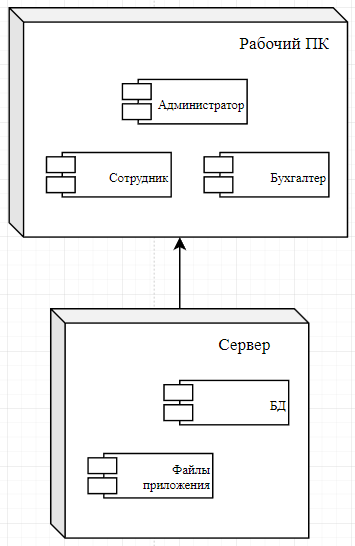 Рабочий ПК
Администратор
Сотрудник
Бухгалтер
Сервер
БД
Файлы
приложения